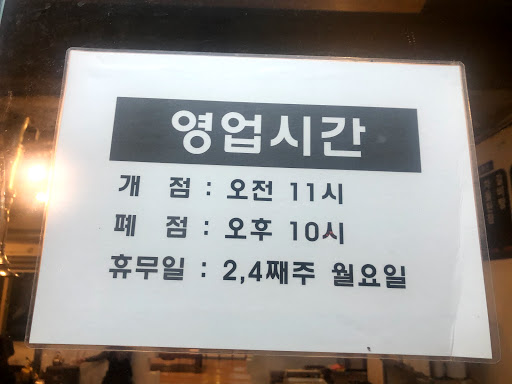 영업시간
개 점 : 오전 11시
폐 점 : 오후 10시
휴무일 : 2,4째주 월요일